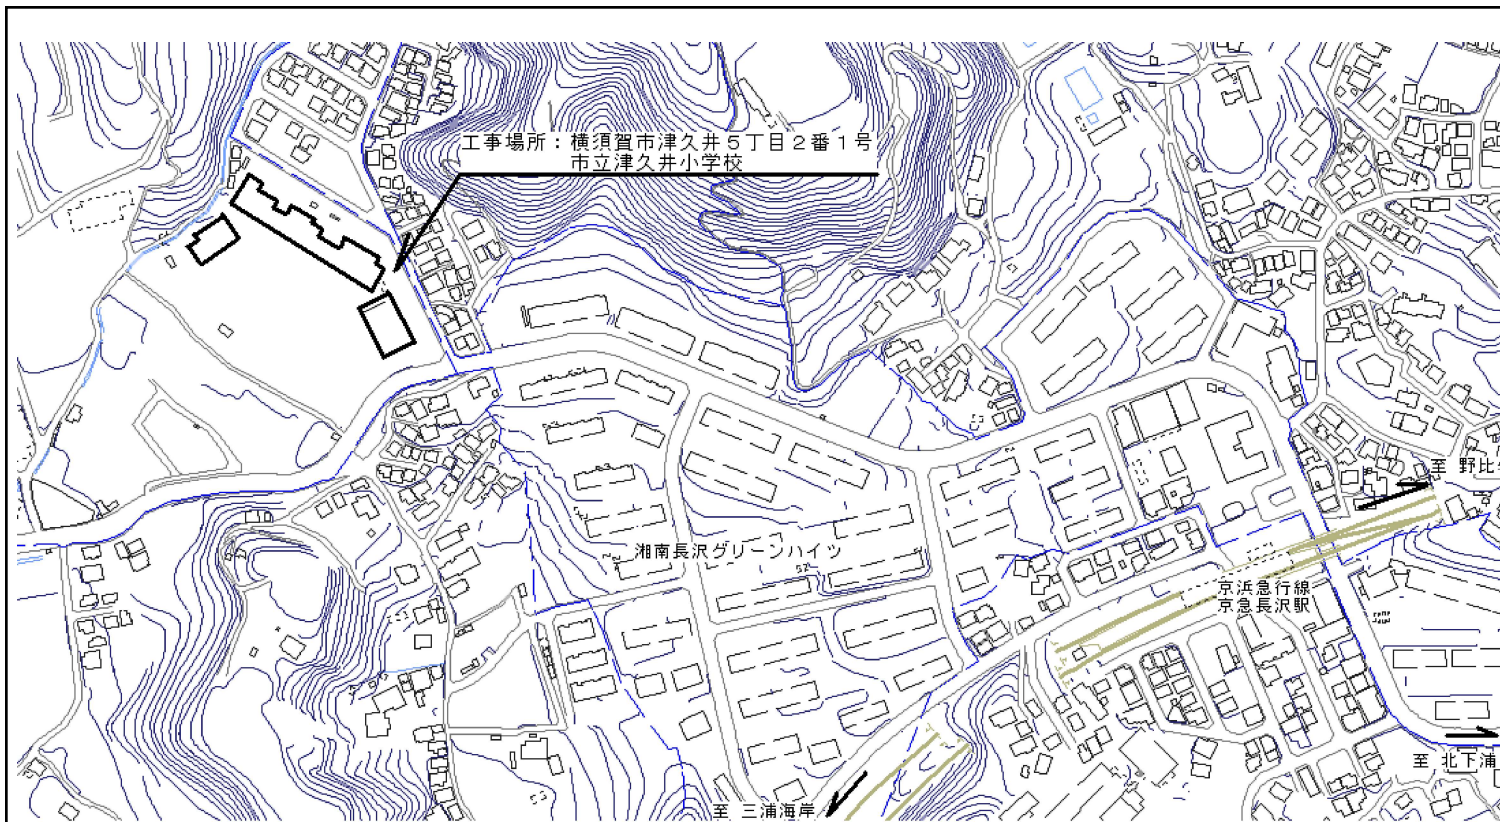 工事場所：横須賀市津久井５丁目２番１号
市立津久井小学校
至 野比
湘南長沢グリーンハイツ
京浜急行線
京急長沢駅
至 北下浦
至 三浦海岸